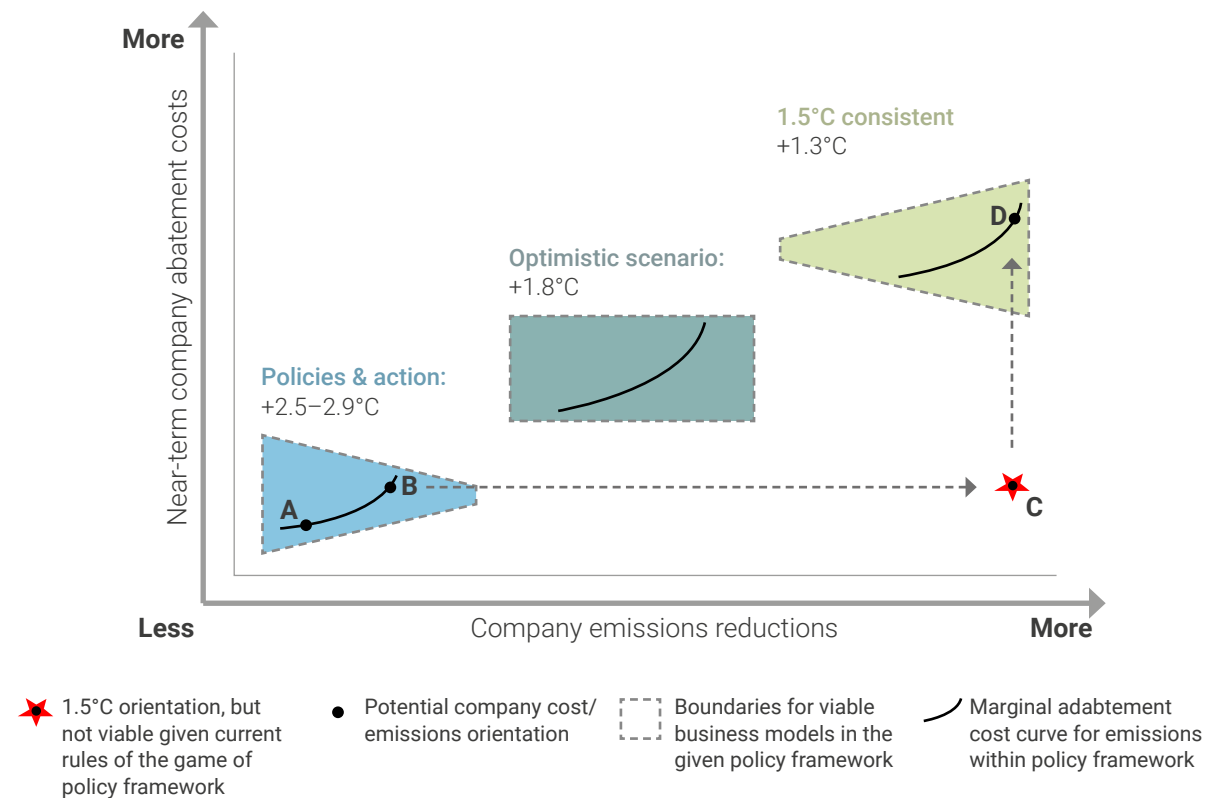 More
Near-term company abatement costs
1.5°C consistent
+1.3°C
D
Optimistic scenario:
+1.8°C
Policies & action:
+2.5–2.9°C
A
B
C
Less
Company emissions reductions
More
1.5°C orientation, but
not viable given current
rules of the game of
policy framework
Potential company cost/
emissions orientation
Boundaries for viable
business models in the
given policy framework
Marginal adabtement
cost curve for emissions
within policy framework